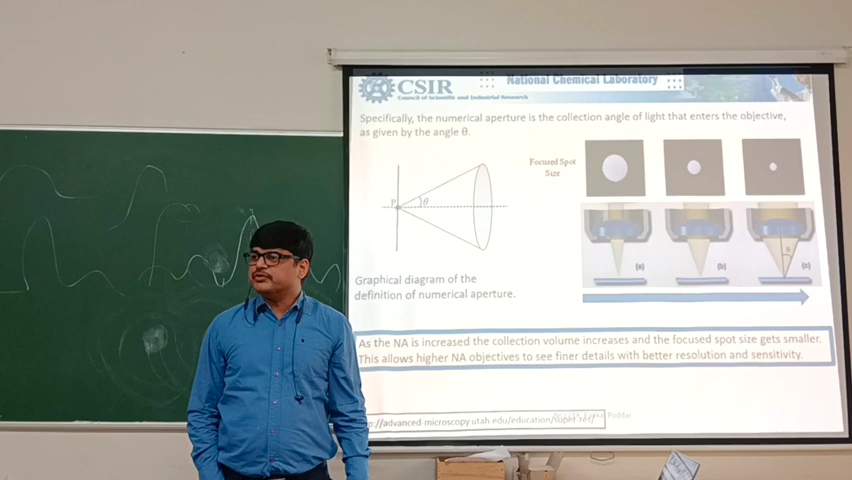 CSIR
Council of Scientific and Industrial Research
National Chemical Laboratory
Specifically, the numerical aperture is the collection angle of light that enters the objective,
as given by the angle θ.
Focused Spot
Size
P
θ
θ
(a)
(b)
(c)
Graphical diagram of the
definition of numerical aperture.
As the NA is increased the collection volume increases and the focused spot size gets smaller.
This allows higher NA objectives to see finer details with better resolution and sensitivity.
Poddar
p://advanced-microscopy.utah.edu/education/super-res/